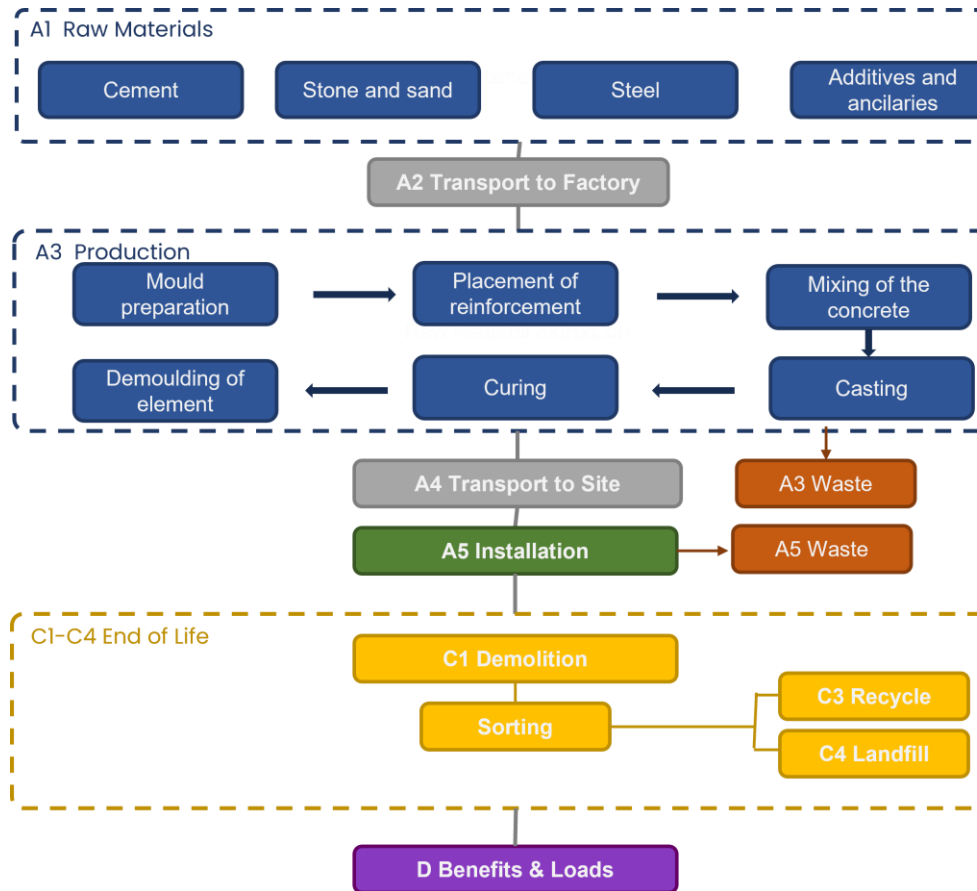 A1 Raw Materials
Cement
Stone and sand
Steel
Additives and
ancilaries
A2 Transport to Factory
A3 Production
Mould
preparation
Placement of
reinforcement
Mixing of the
concrete
Demoulding of
element
Curing
Casting
A4 Transport to Site
A3 Waste
A5 Installation
A5 Waste
C1-C4 End of Life
C1 Demolition
Sorting
C3 Recycle
C4 Landfill
D Benefits & Loads